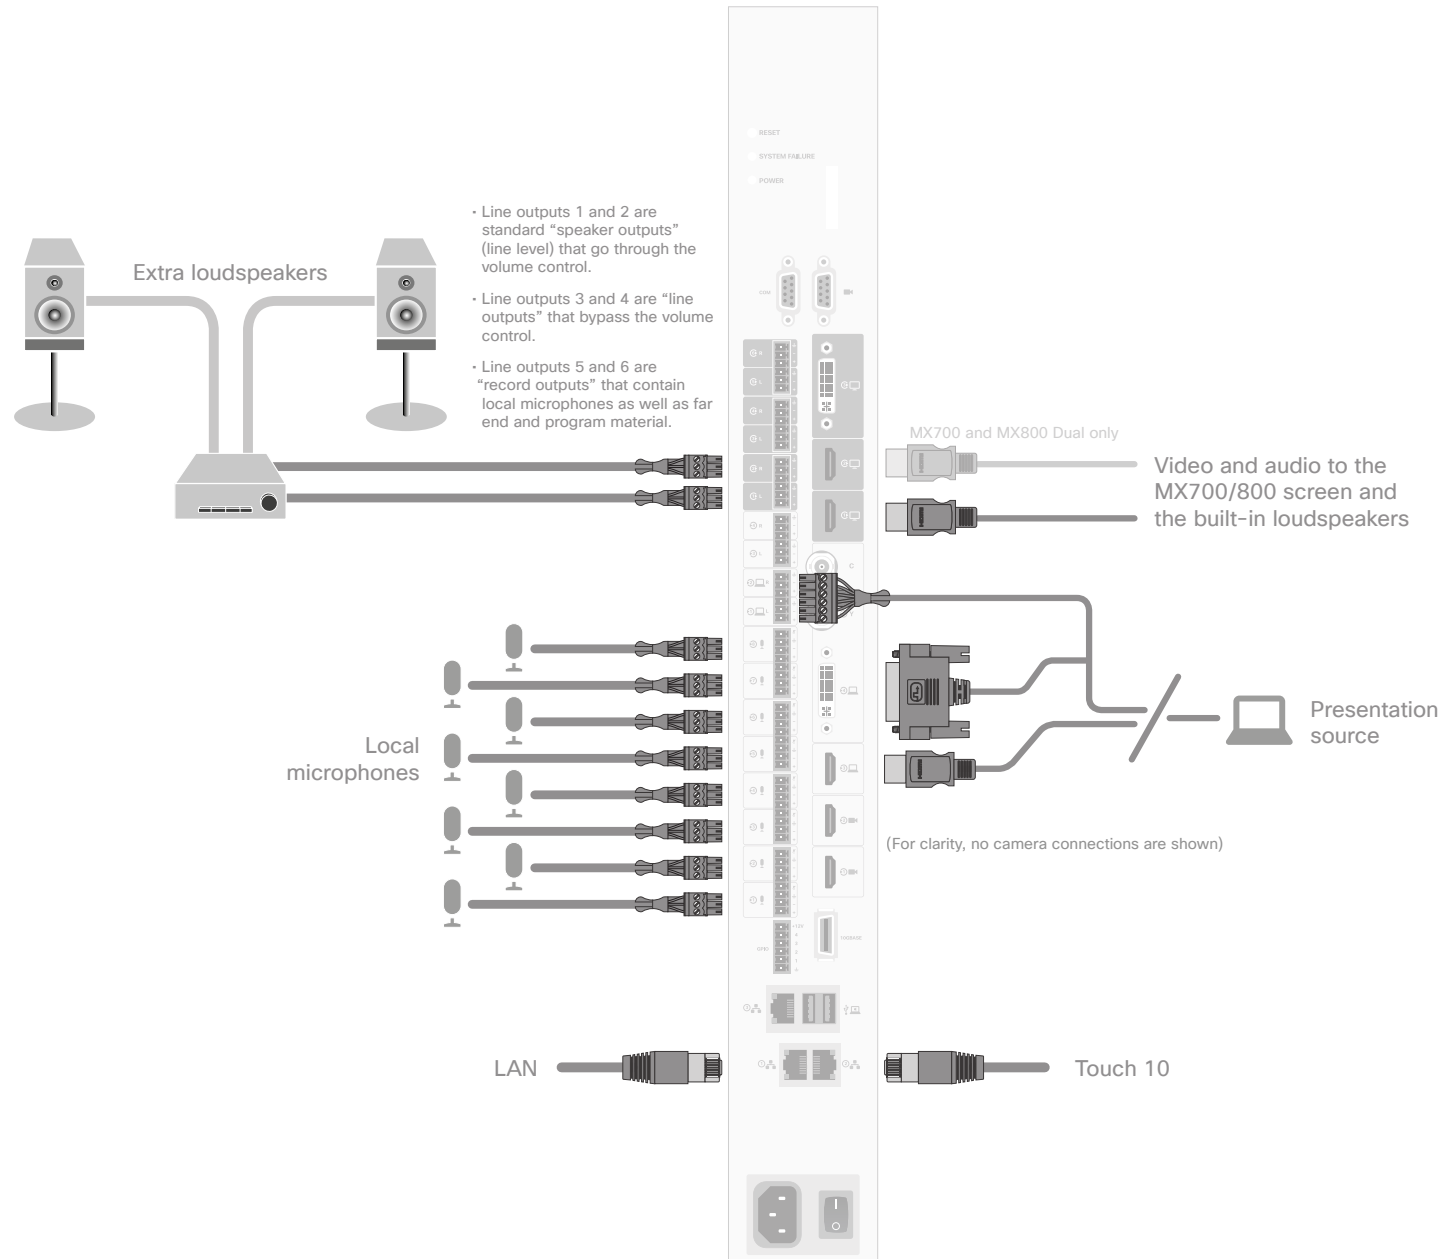 RESET
SYSTEM FAILURE
POWER
• Line outputs 1 and 2 are
standard “speaker outputs”
(line level) that go through the
volume control.
• Line outputs 3 and 4 are “line
outputs” that bypass the volume
control.
• Line outputs 5 and 6 are
“record outputs” that contain
local microphones as well as far
end and program material.
Extra loudspeakers
COM
MX700 and MX800 Dual only
Video and audio to the
MX700/800 screen and
the built-in loudspeakers
Local
microphones
Presentation
source
(For clarity, no camera connections are shown)
GPIO
+12V
LAN
Touch 10